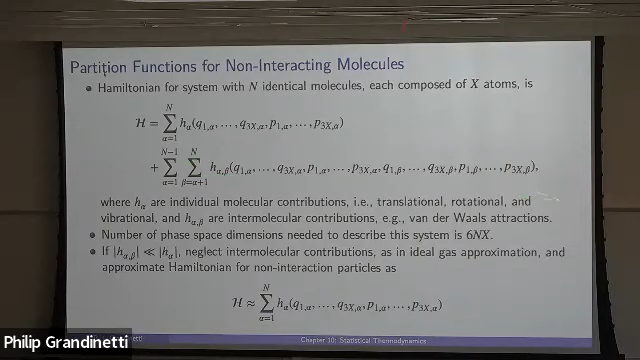 Partition Functions for Non-Interacting Molecules
Hamiltonian for system with N identical molecules, each composed of X atoms, is
ℋ = ∑_{α=1}^{N} h_α(q_{1,α}, …, q_{3X,α}, p_{1,α}, …, p_{3X,α})
+ ∑_{α=1}^{N−1} ∑_{β=α+1}^{N} h_{α,β}(q_{1,α}, …, q_{3X,α}, p_{1,α}, …, p_{3X,α}, q_{1,β}, …, q_{3X,β}, p_{1,β}, …, p_{3X,β}),
where h_α are individual molecular contributions, i.e., translational, rotational, and
vibrational, and h_{α,β} are intermolecular contributions, e.g., van der Waals attractions.
Number of phase space dimensions needed to describe this system is 6NX.
If |h_{α,β}| ≪ |h_α|, neglect intermolecular contributions, as in ideal gas approximation, and
approximate Hamiltonian for non-interaction particles as
ℋ ≈ ∑_{α=1}^{N} h_α(q_{1,α}, …, q_{3X,α}, p_{1,α}, …, p_{3X,α})
Chapter 10: Statistical Thermodynamics
Philip Grandinetti